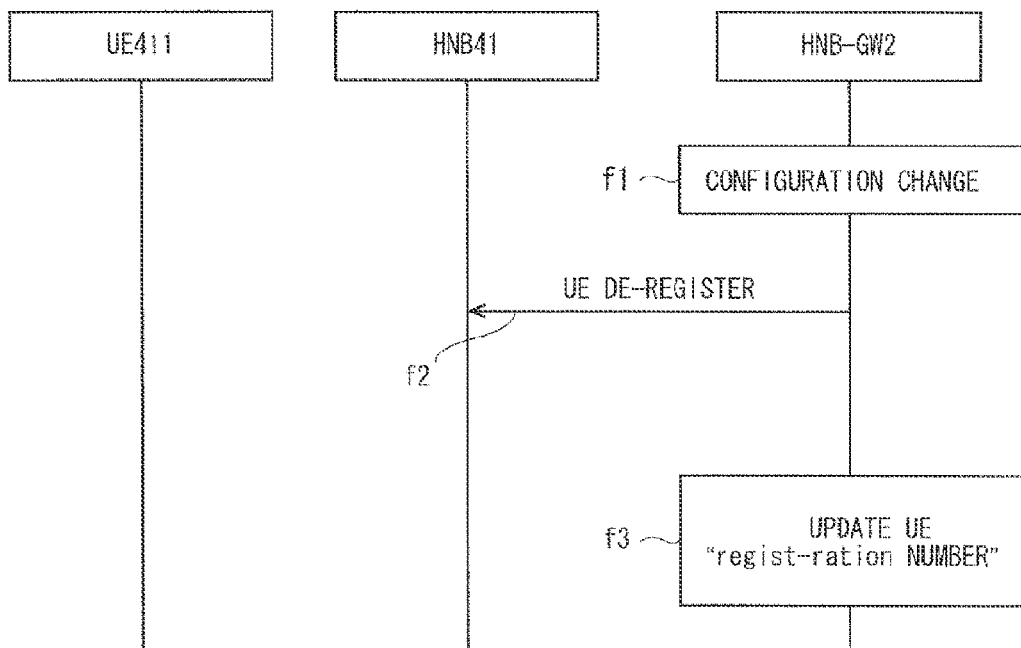 UE411
HNB41
HNB-GW2
f1
CONFIGURATION CHANGE
UE DE-REGISTER
f2
f3
UPDATE UE
"regist-ration NUMBER"